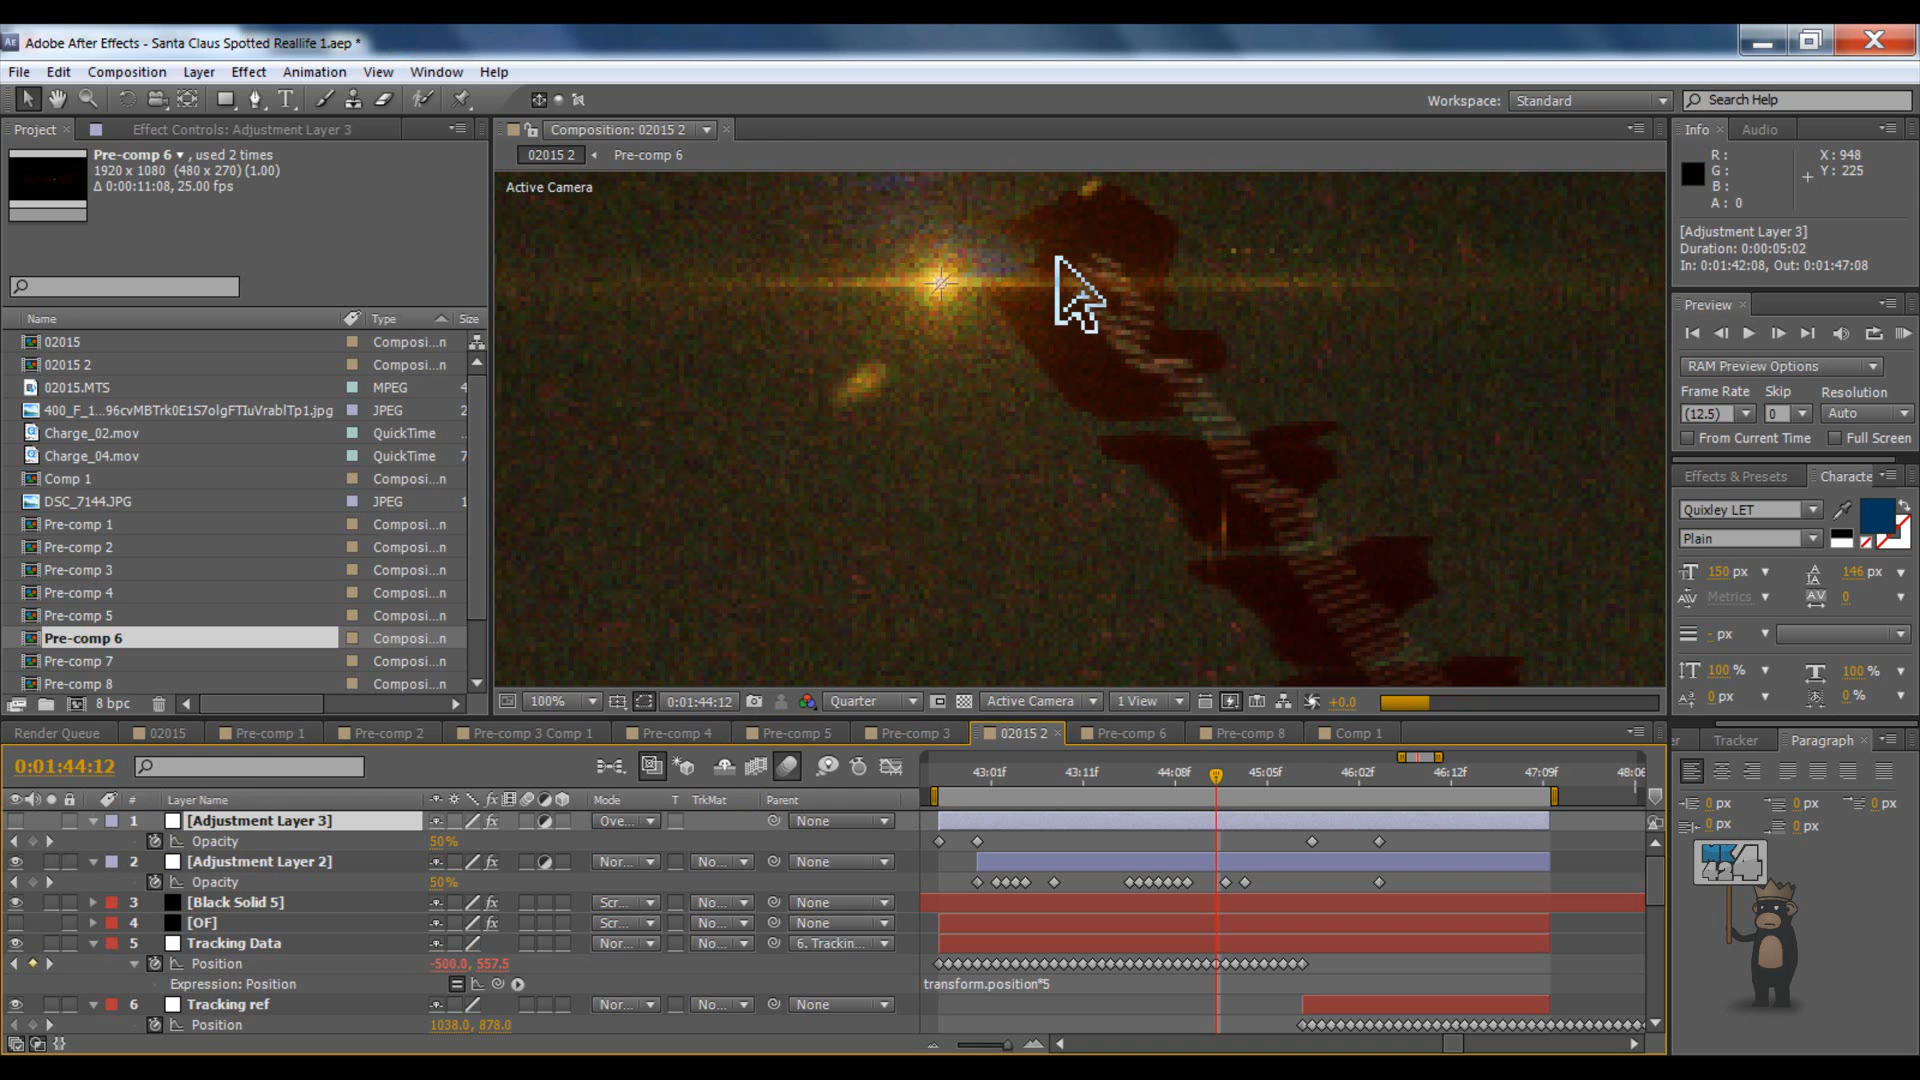 Adobe After Effects - Santa Claus Spotted Reallife 1.aep *
File Edit Composition Layer Effect Animation View Window Help
Workspace: Standard Search Help
Project Effect Controls: Adjustment Layer 3
Pre-comp 6 , used 2 times
1920 x 1080 (480 x 270) (1.00)
Δ 0:00:11:08, 25.00 fps
Name Type Size
02015 Composi...n
02015 2 Composi...n
02015.MTS MPEG 4
400_F_1...96cvMBTrk0E1S7olgFTIuVrablTp1.jpg JPEG 2
Charge_02.mov QuickTime
Charge_04.mov QuickTime 7
Comp 1 Composi...n
DSC_7144.JPG JPEG 1
Pre-comp 1 Composi...n
Pre-comp 2 Composi...n
Pre-comp 3 Composi...n
Pre-comp 4 Composi...n
Pre-comp 5 Composi...n
Pre-comp 6 Composi...n
Pre-comp 7 Composi...n
Pre-comp 8 Composi...n
8 bpc
Composition: 02015 2
02015 2 Pre-comp 6
Active Camera
100% 0:01:44:12 Quarter Active Camera 1 View +0.0
Info Audio
R: X: 948
G: Y: 225
B:
A: 0
[Adjustment Layer 3]
Duration: 0:00:05:02
In: 0:01:42:08, Out: 0:01:47:08
Preview
RAM Preview Options
Frame Rate Skip Resolution
(12.5) 0 Auto
From Current Time Full Screen
Effects & Presets Characte
Quixley LET
Plain
150 px 146 px
Metrics 0
- px
100 % 100 %
0 px 0 %
Tracker Paragraph
0 px 0 px 0 px
0 px 0 px
MK
424
Render Queue 02015 Pre-comp 1 Pre-comp 2 Pre-comp 3 Comp 1 Pre-comp 4 Pre-comp 5 Pre-comp 3 02015 2 Pre-comp 6 Pre-comp 8 Comp 1
0:01:44:12
43:01f 43:11f 44:08f 45:05f 46:02f 46:12f 47:09f 48:06
# Layer Name Mode T TrkMat Parent
1 [Adjustment Layer 3] Ove... None
Opacity 50%
2 [Adjustment Layer 2] Nor... No... None
Opacity 50%
3 [Black Solid 5] Scr... No... None
4 [OF] Scr... No... None
5 Tracking Data Nor... No... 6. Trackin...
Position -500.0, 557.5
Expression: Position transform.position*5
6 Tracking ref Nor... No... None
Position 1038.0, 878.0